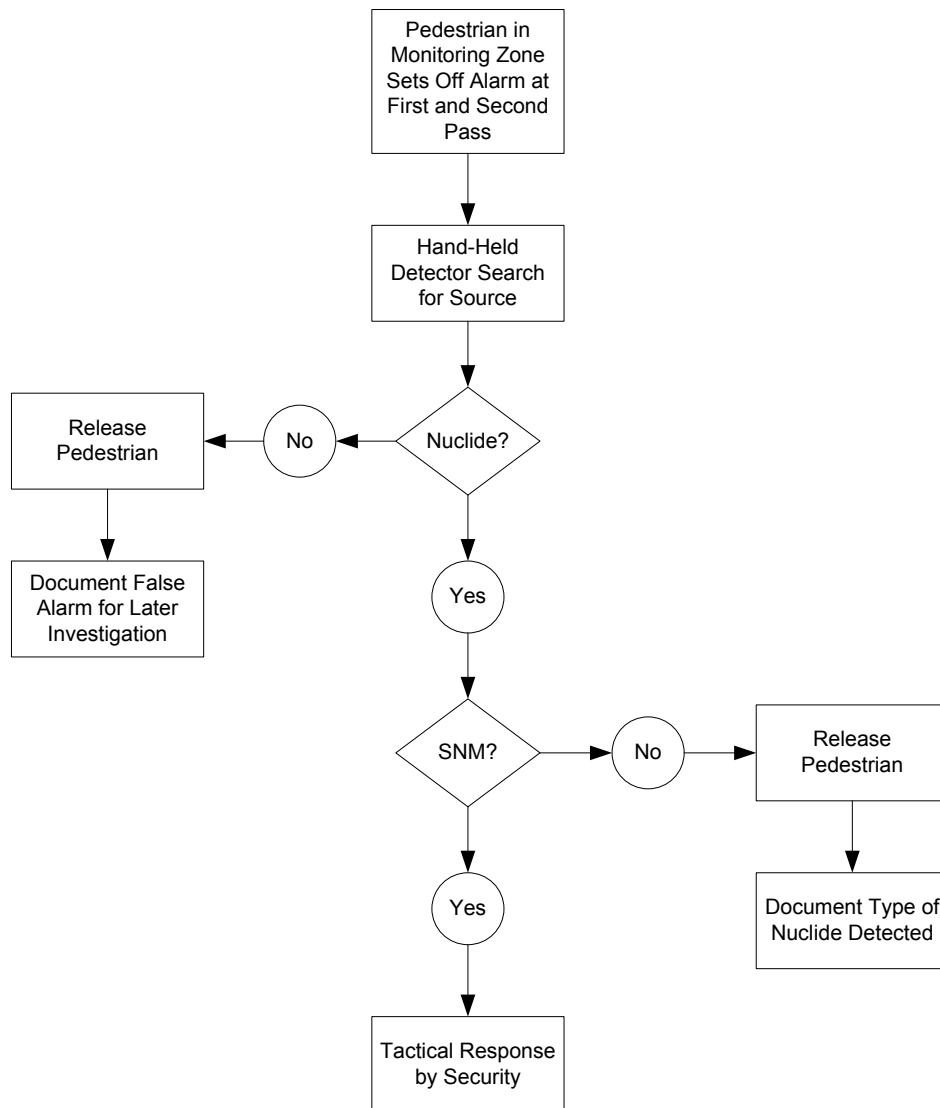 Pedestrian in
Monitoring Zone
Sets Off Alarm at
First and Second
Pass
Hand-Held
Detector Search
for Source
Release
Pedestrian
No
Nuclide?
Document False
Alarm for Later
Investigation
Yes
SNM?
No
Release
Pedestrian
Yes
Document Type of
Nuclide Detected
Tactical Response
by Security